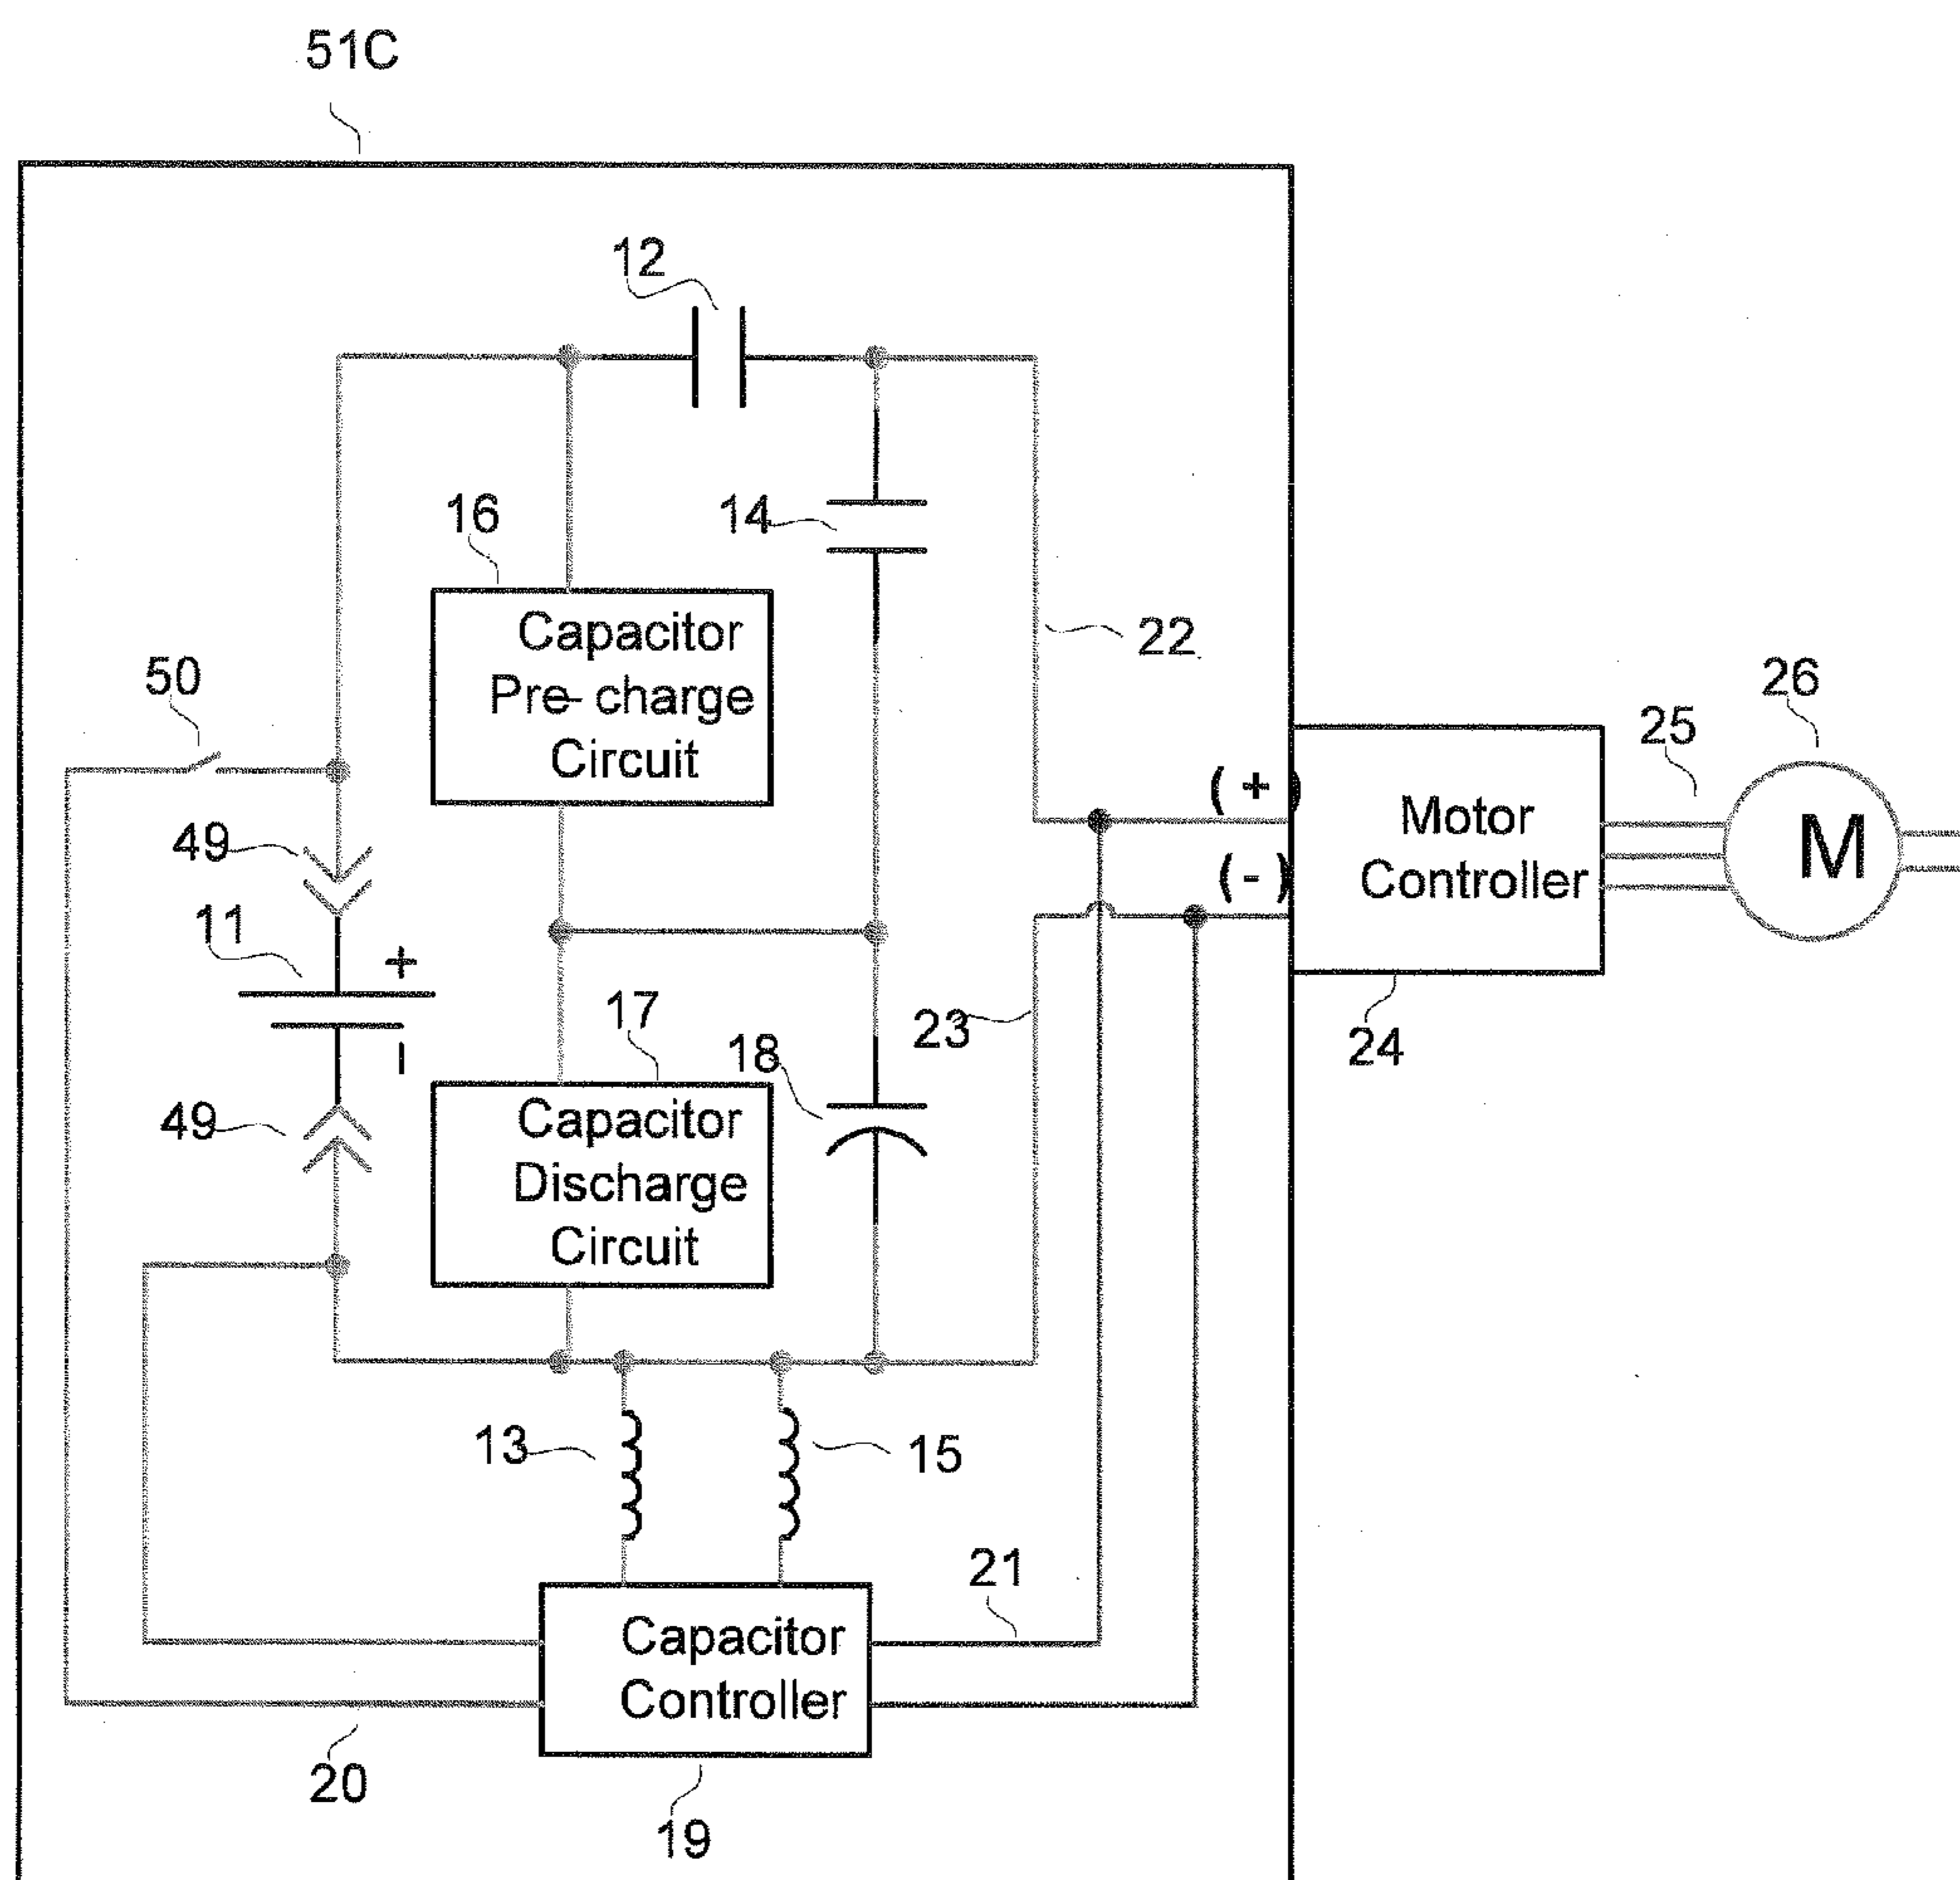 51C
12
16
14
Capacitor
Pre- charge
Circuit
22
50
26
25
( + )
Motor
Controller
M
49
( - )
11
+
−
17
18
23
24
49
Capacitor
Discharge
Circuit
13
15
21
Capacitor
Controller
20
19